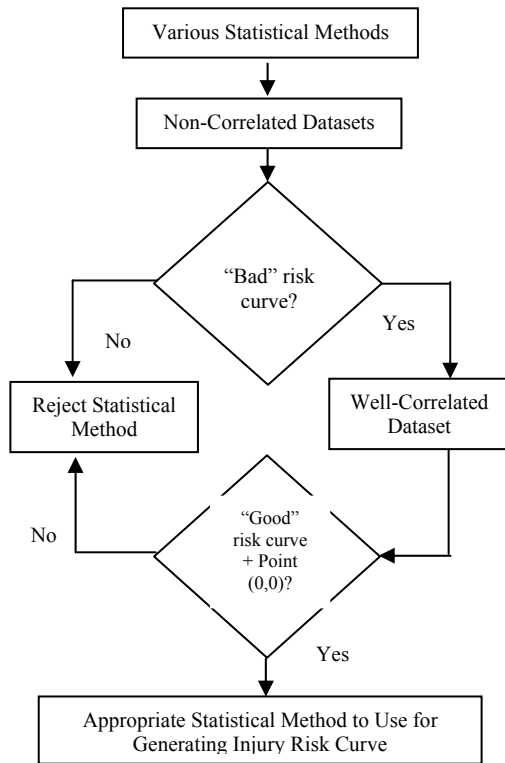 Various Statistical Methods
Non-Correlated Datasets
“Bad” risk
curve?
No
Yes
Reject Statistical
Method
Well-Correlated
Dataset
“Good”
risk curve
+ Point
(0,0)?
No
Yes
Appropriate Statistical Method to Use for
Generating Injury Risk Curve